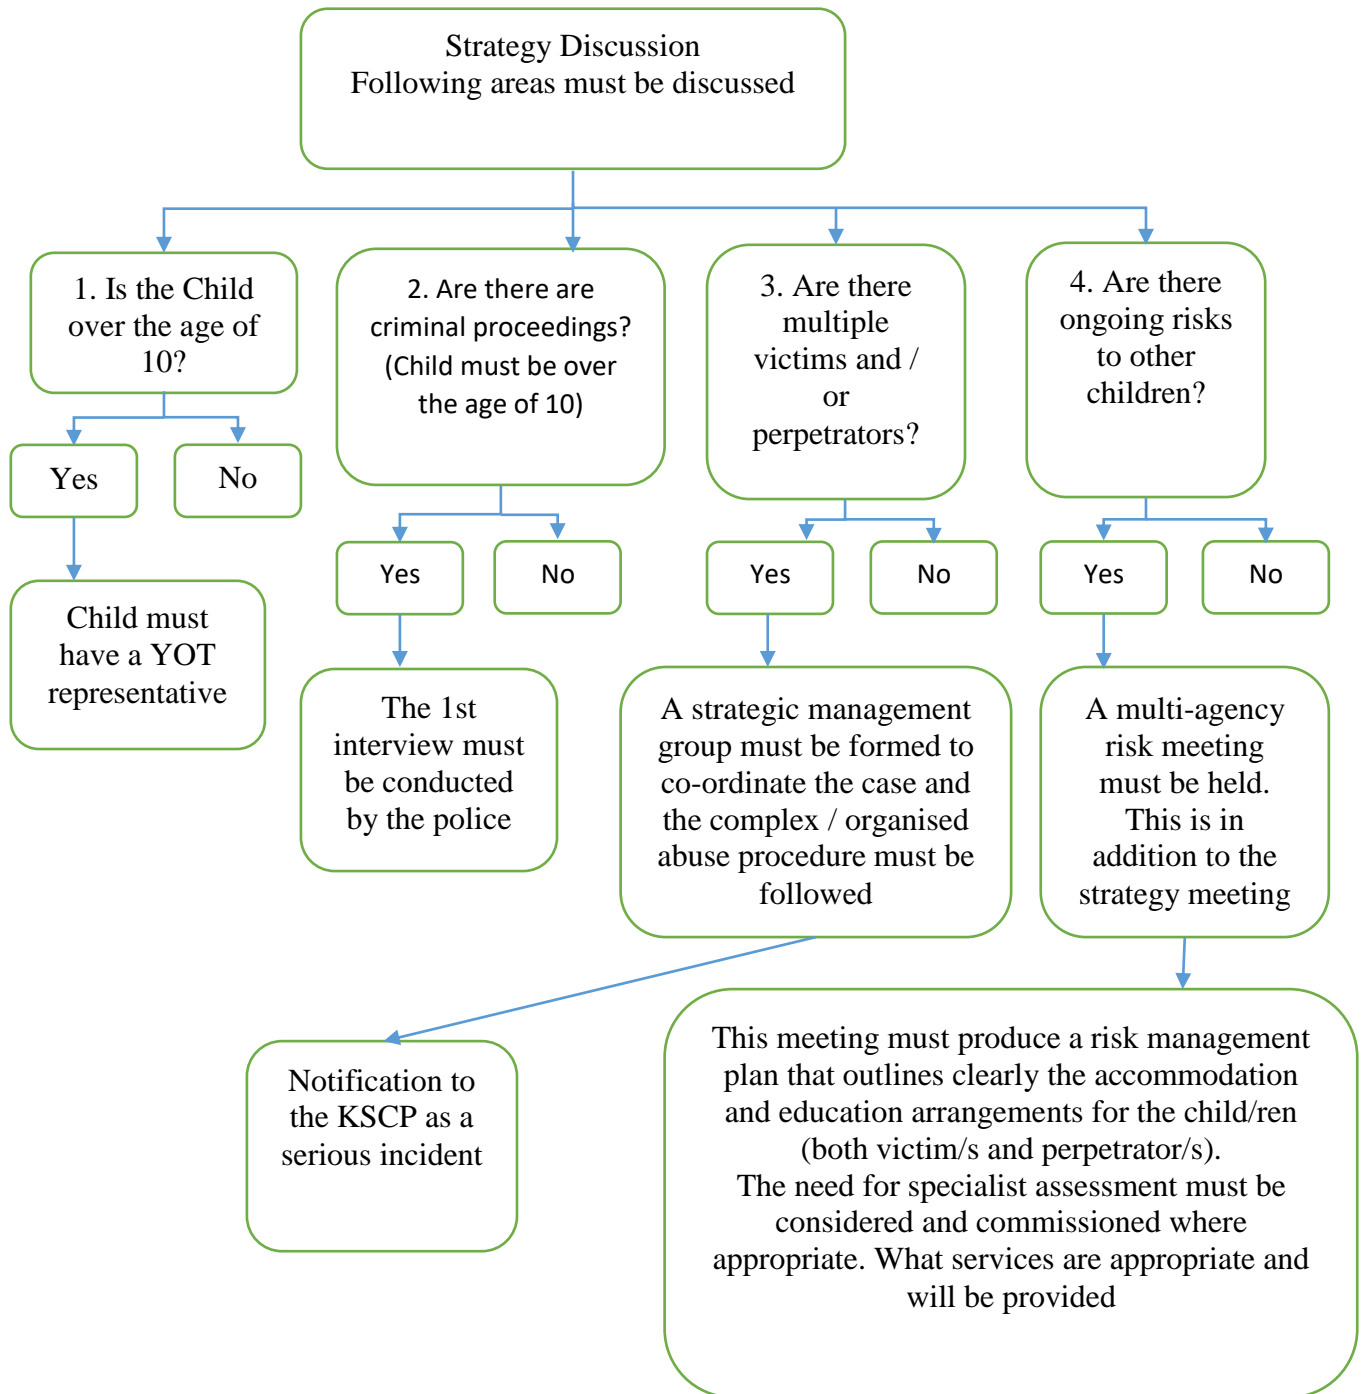 Strategy Discussion
Following areas must be discussed
1. Is the Child
over the age of
10?
2. Are there are
criminal proceedings?
(Child must be over
the age of 10)
3. Are there
multiple
victims and /
or
perpetrators?
4. Are there
ongoing risks
to other
children?
Yes
No
Yes
No
Yes
No
Yes
No
Child must
have a YOT
representative
The 1st
interview must
be conducted
by the police
A strategic management
group must be formed to
co-ordinate the case and
the complex / organised
abuse procedure must be
followed
A multi-agency
risk meeting
must be held.
This is in
addition to the
strategy meeting
Notification to
the KSCP as a
serious incident
This meeting must produce a risk management
plan that outlines clearly the accommodation
and education arrangements for the child/ren
(both victim/s and perpetrator/s).
The need for specialist assessment must be
considered and commissioned where
appropriate. What services are appropriate and
will be provided